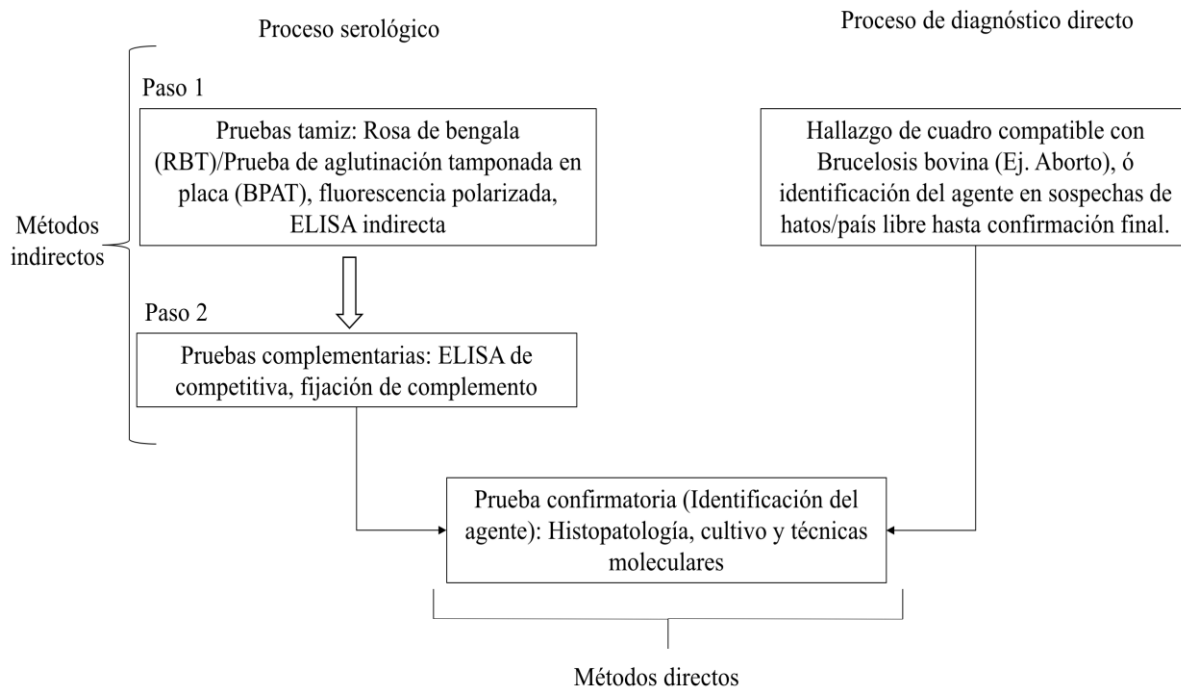 Proceso serológico
Proceso de diagnóstico directo
Paso 1
Pruebas tamiz: Rosa de bengala
(RBT)/Prueba de aglutinación tamponada en
placa (BPAT), fluorescencia polarizada,
ELISA indirecta
Hallazgo de cuadro compatible con
Brucelosis bovina (Ej. Aborto), ó
identificación del agente en sospechas de
hatos/país libre hasta confirmación final.
Métodos
indirectos
Paso 2
Pruebas complementarias: ELISA de
competitiva, fijación de complemento
Prueba confirmatoria (Identificación del
agente): Histopatología, cultivo y técnicas
moleculares
Métodos directos